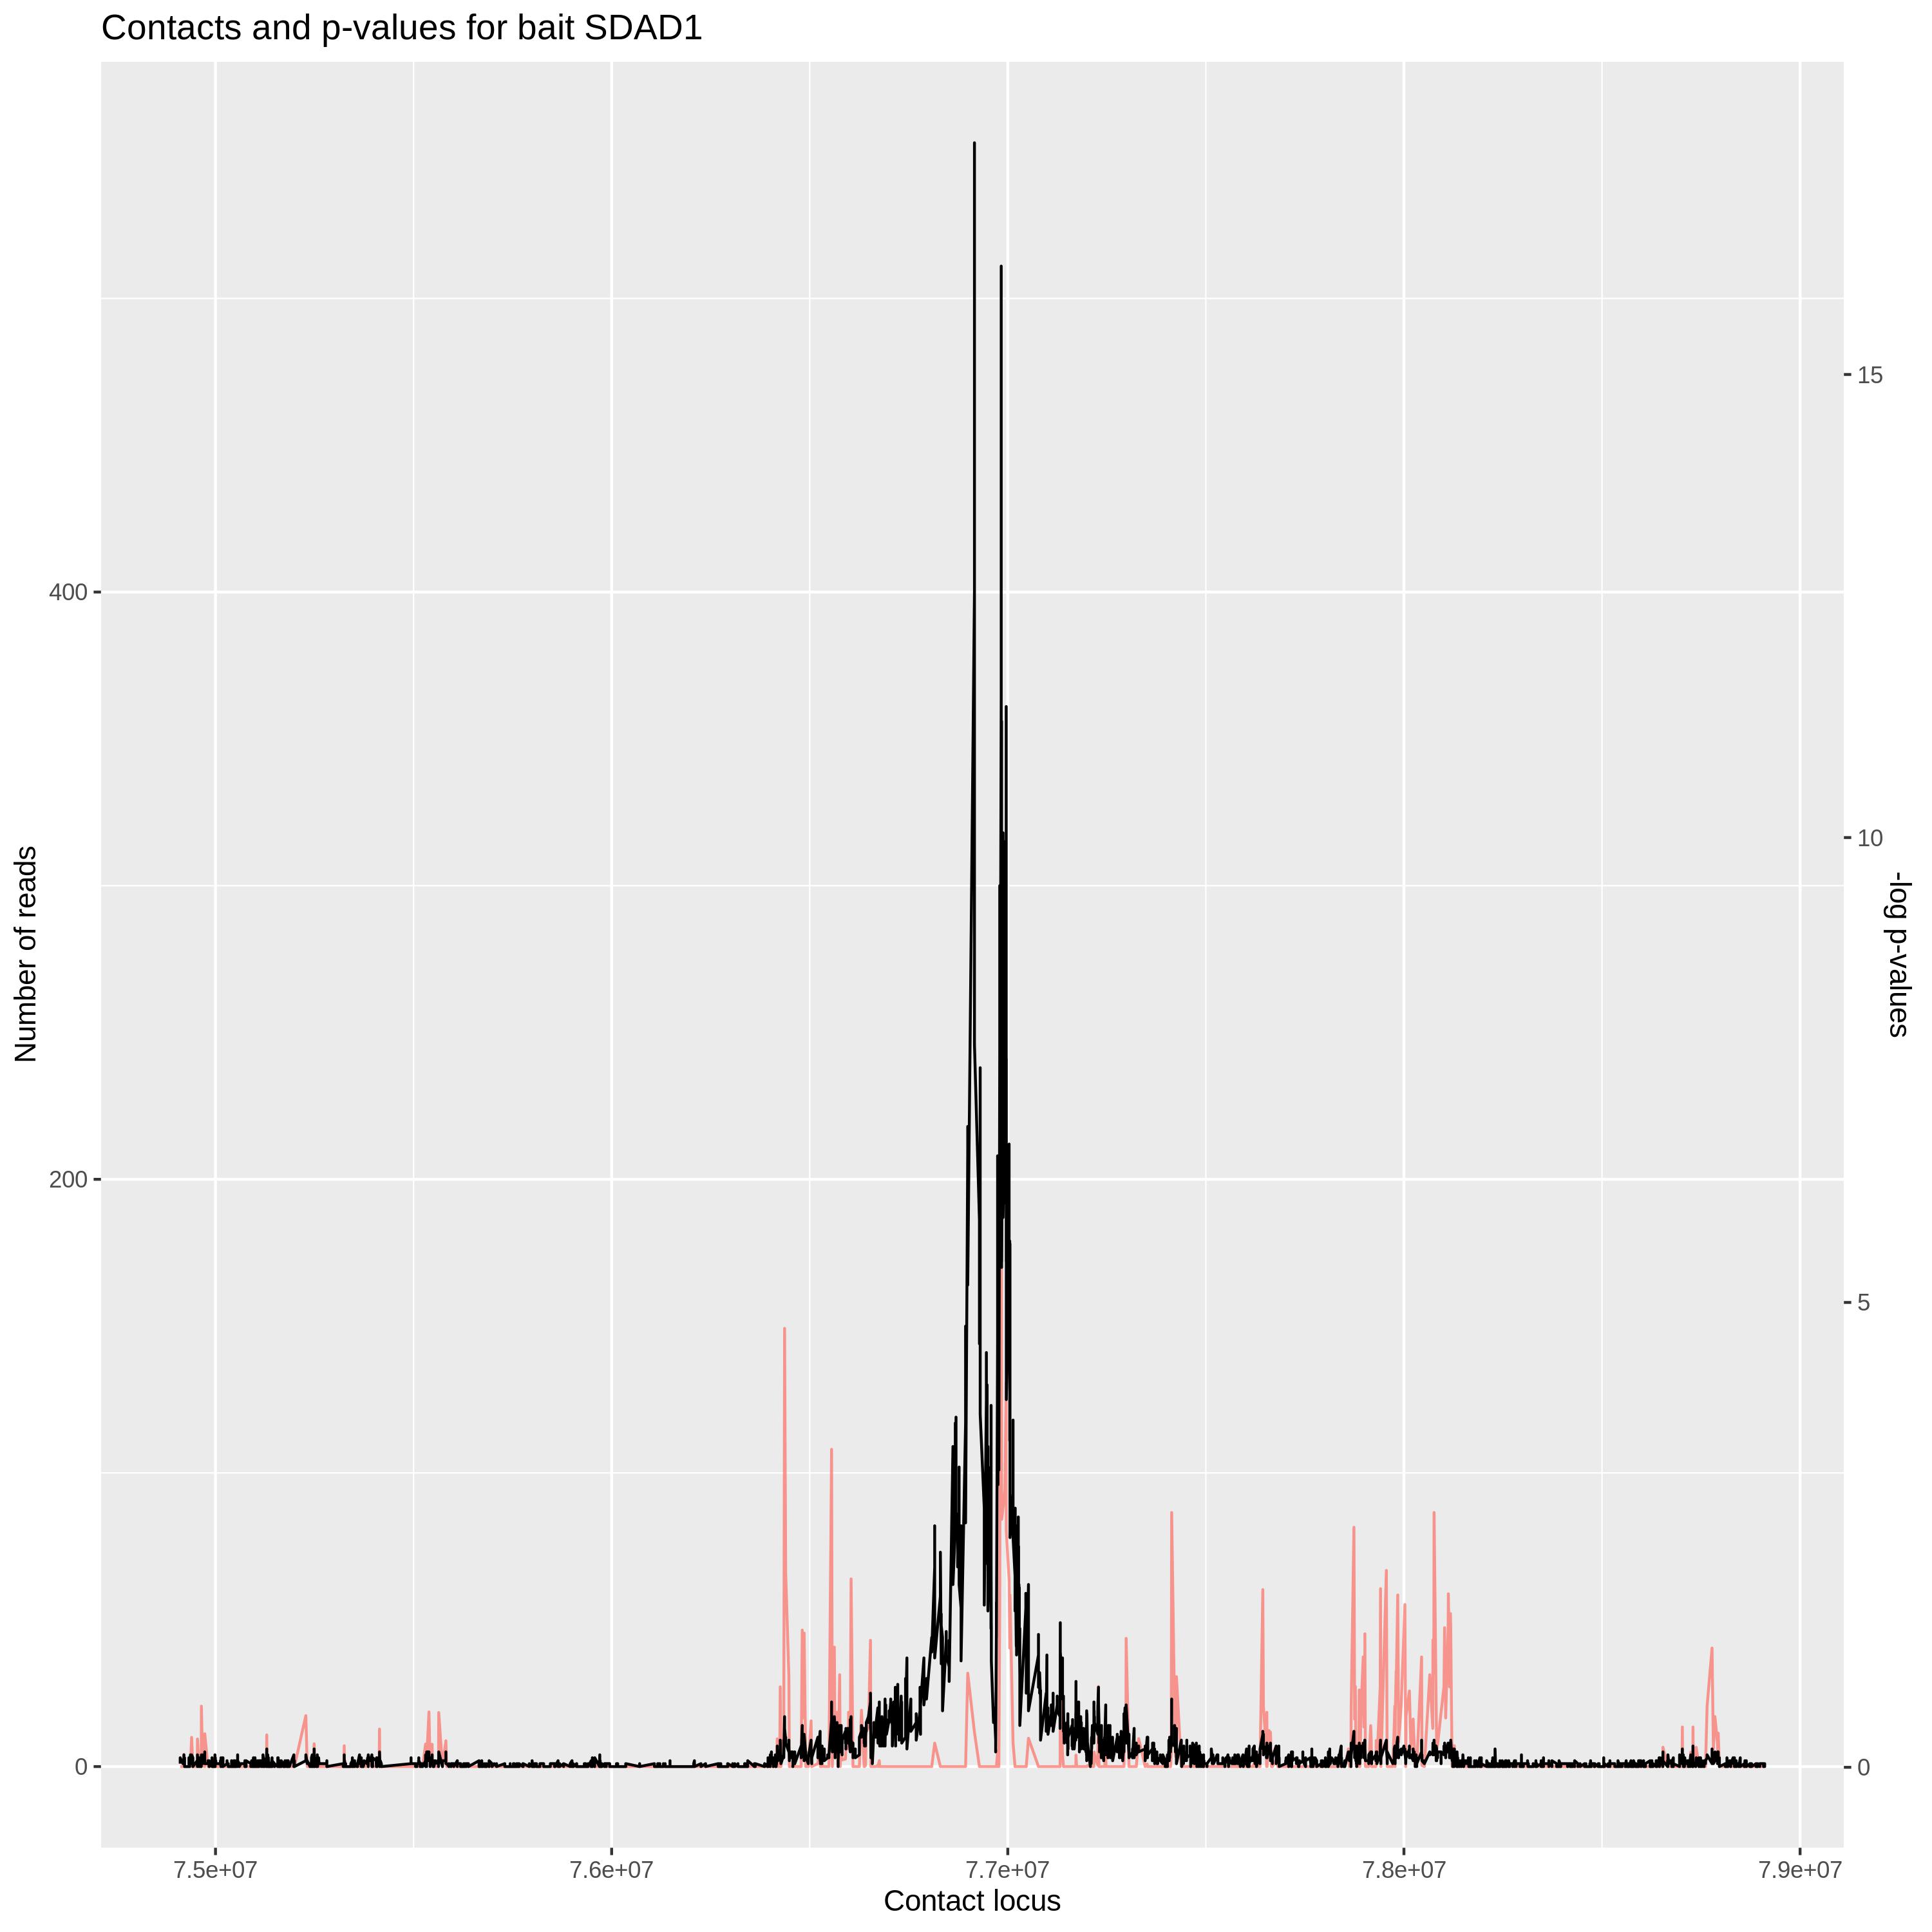 Contacts and p-values for bait SDAD1
Number of reads
400
200
0
15
10
5
0
-log p-values
7.5e+07
7.6e+07
7.7e+07
7.8e+07
7.9e+07
Contact locus